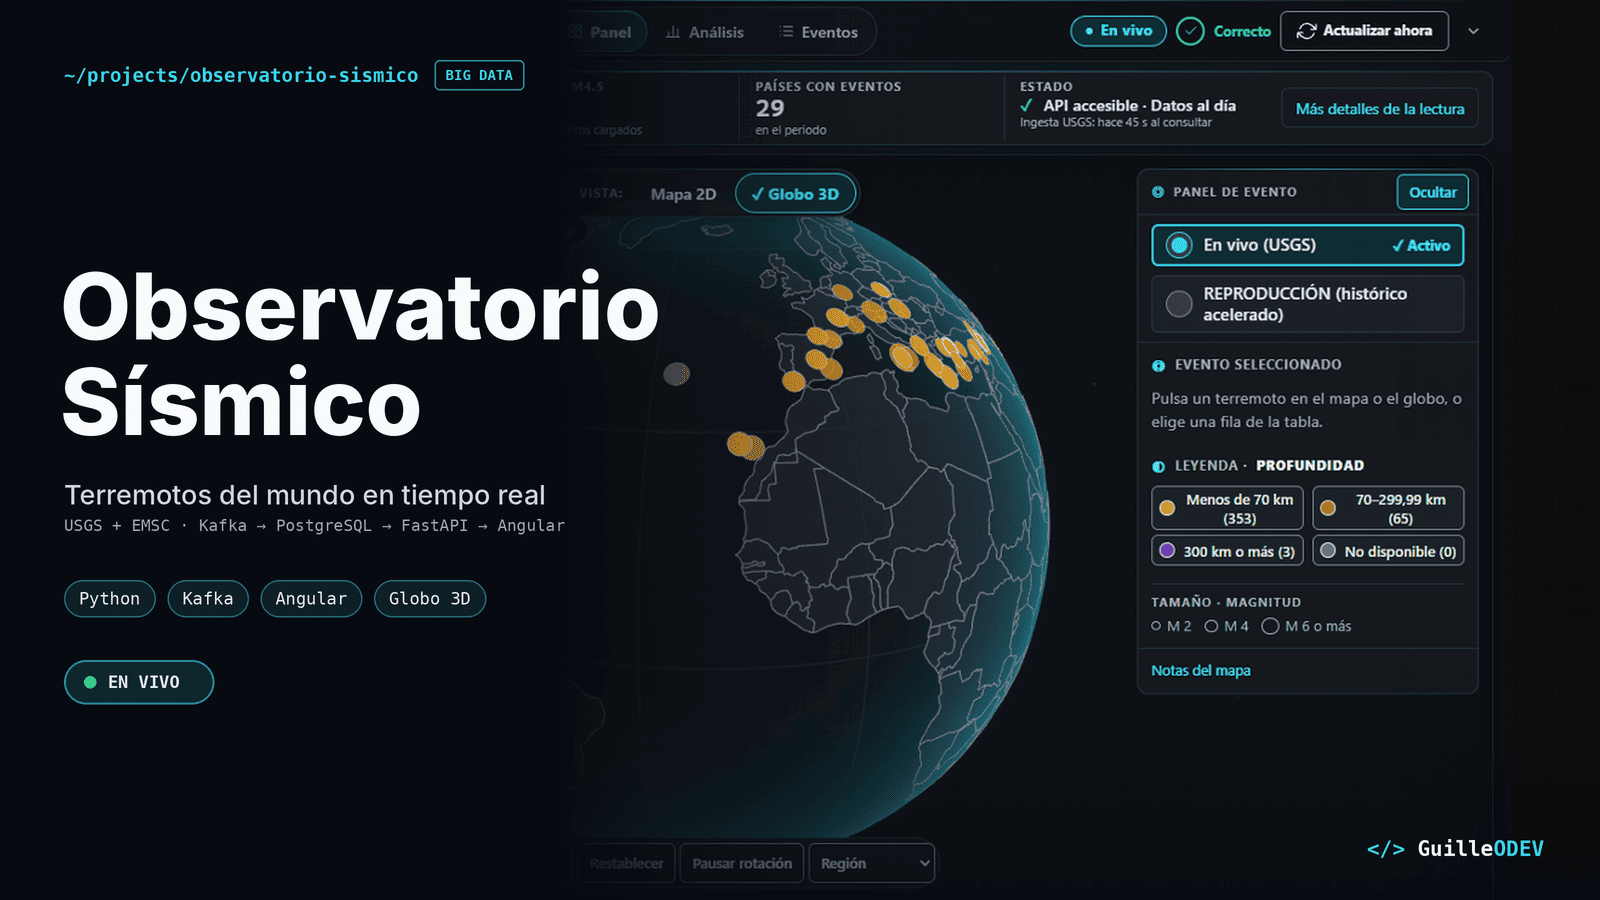 ~/projects/observatorio-sismico
BIG DATA
Observatorio
Sísmico
Terremotos del mundo en tiempo real
USGS + EMSC · Kafka → PostgreSQL → FastAPI → Angular
Python
Kafka
Angular
Globo 3D
EN VIVO
Panel
Análisis
Eventos
En vivo
Correcto
Actualizar ahora
M4.5
cargados
PAÍSES CON EVENTOS
29
en el periodo
ESTADO
✓ API accesible · Datos al día
Ingesta USGS: hace 45 s al consultar
Más detalles de la lectura
VISTA:
Mapa 2D
✓ Globo 3D
PANEL DE EVENTO
Ocultar
En vivo (USGS)
✓ Activo
REPRODUCCIÓN (histórico
acelerado)
EVENTO SELECCIONADO
Pulsa un terremoto en el mapa o el globo, o
elige una fila de la tabla.
LEYENDA · PROFUNDIDAD
Menos de 70 km
(353)
70–299,99 km
(65)
300 km o más (3)
No disponible (0)
TAMAÑO · MAGNITUD
M 2
M 4
M 6 o más
Notas del mapa
Restablecer
Pausar rotación
Región
</> GuilleODEV